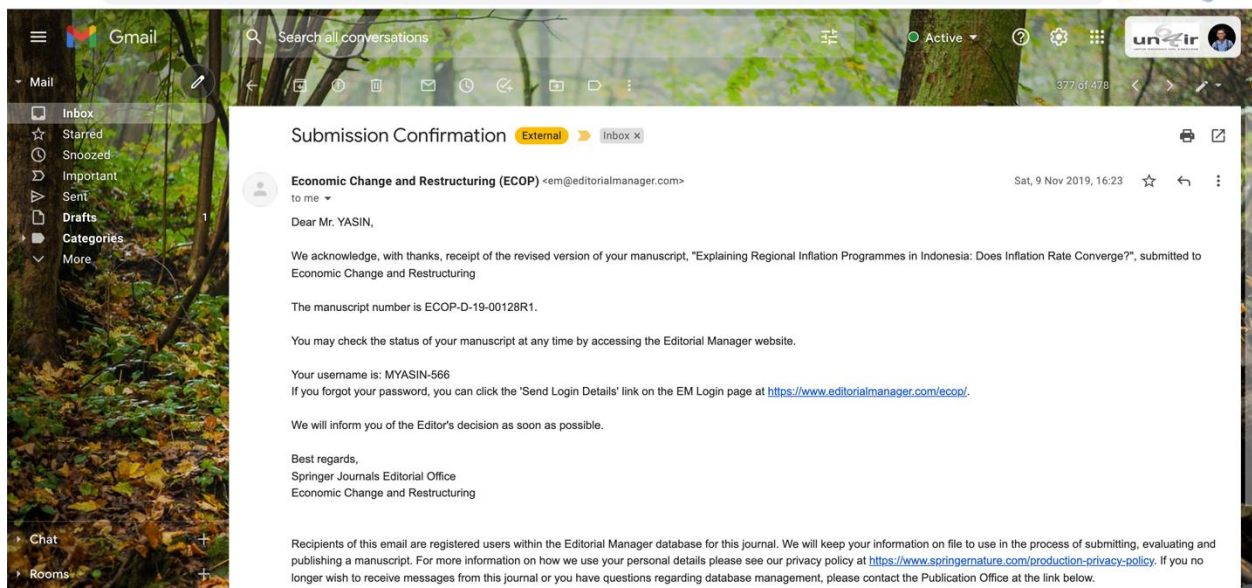 Gmail
Search all conversations
Active
Mail
377 of 478
Inbox
Starred
Snoozed
Important
Sent
Drafts 1
Categories
More
Chat
Rooms
Submission Confirmation External Inbox ×
Economic Change and Restructuring (ECOP) <em@editorialmanager.com>
Sat, 9 Nov 2019, 16:23
to me
Dear Mr. YASIN,
We acknowledge, with thanks, receipt of the revised version of your manuscript, "Explaining Regional Inflation Programmes in Indonesia: Does Inflation Rate Converge?", submitted to
Economic Change and Restructuring
The manuscript number is ECOP-D-19-00128R1.
You may check the status of your manuscript at any time by accessing the Editorial Manager website.
Your username is: MYASIN-566
If you forgot your password, you can click the 'Send Login Details' link on the EM Login page at https://www.editorialmanager.com/ecop/.
We will inform you of the Editor's decision as soon as possible.
Best regards,
Springer Journals Editorial Office
Economic Change and Restructuring
Recipients of this email are registered users within the Editorial Manager database for this journal. We will keep your information on file to use in the process of submitting, evaluating and
publishing a manuscript. For more information on how we use your personal details please see our privacy policy at https://www.springernature.com/production-privacy-policy. If you no
longer wish to receive messages from this journal or you have questions regarding database management, please contact the Publication Office at the link below.